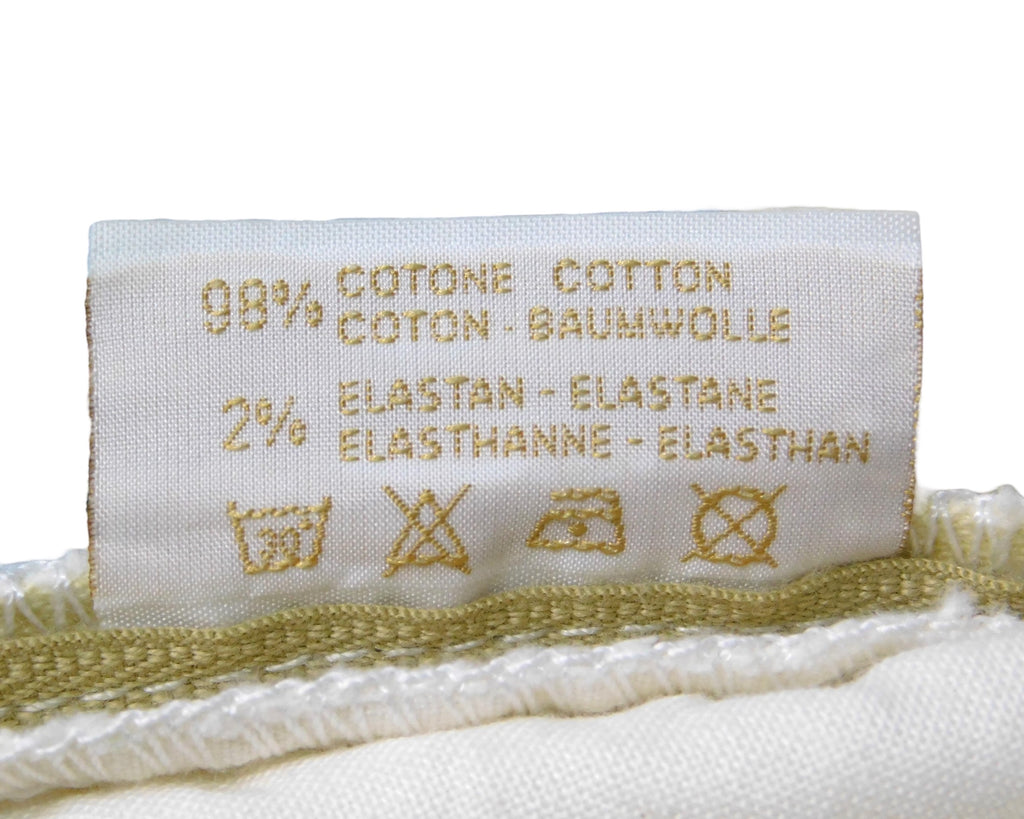 98% COTONE COTTON
COTON - BAUMWOLLE
2% ELASTAN - ELASTANE
ELASTHANNE - ELASTHAN
30°